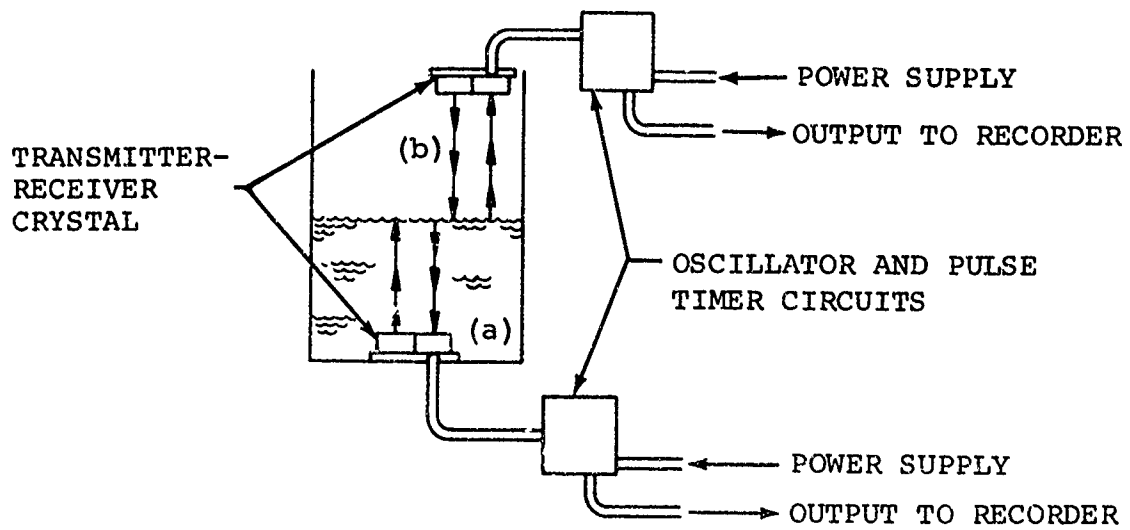 POWER SUPPLY
OUTPUT TO RECORDER
(b)
TRANSMITTER-
RECEIVER
CRYSTAL
OSCILLATOR AND PULSE
TIMER CIRCUITS
(a)
POWER SUPPLY
OUTPUT TO RECORDER